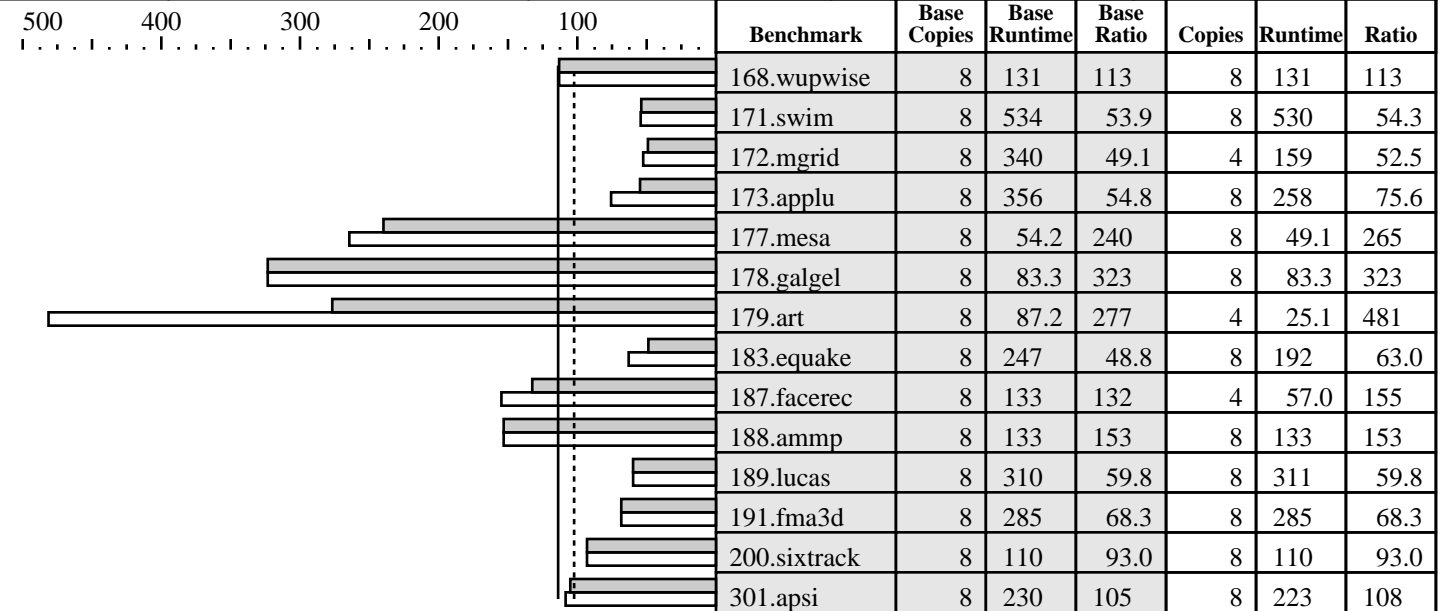 500 400 300 200 100
Benchmark Base Copies Base Runtime Base Ratio Copies Runtime Ratio
168.wupwise 8 131 113 8 131 113
171.swim 8 534 53.9 8 530 54.3
172.mgrid 8 340 49.1 4 159 52.5
173.applu 8 356 54.8 8 258 75.6
177.mesa 8 54.2 240 8 49.1 265
178.galgel 8 83.3 323 8 83.3 323
179.art 8 87.2 277 4 25.1 481
183.equake 8 247 48.8 8 192 63.0
187.facerec 8 133 132 4 57.0 155
188.ammp 8 133 153 8 133 153
189.lucas 8 310 59.8 8 311 59.8
191.fma3d 8 285 68.3 8 285 68.3
200.sixtrack 8 110 93.0 8 110 93.0
301.apsi 8 230 105 8 223 108